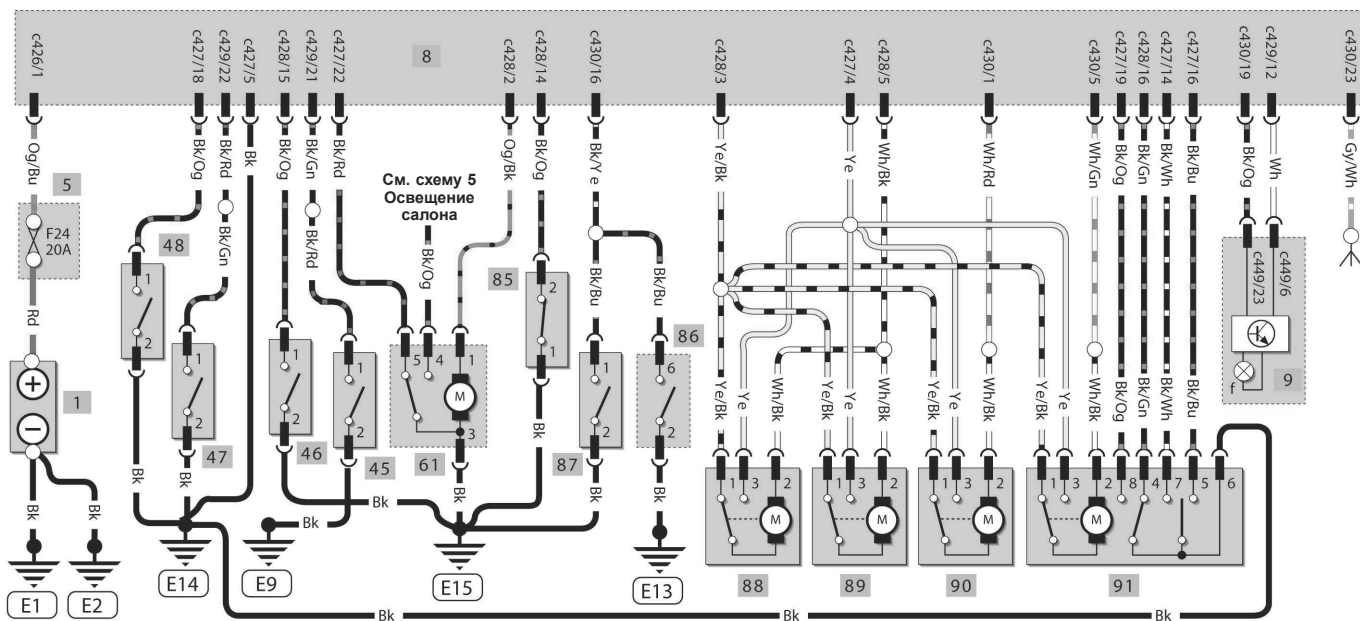 c426/1
c427/18
c429/22
c427/5
c428/15
c429/21
c427/22
8
c428/2
c428/14
c430/16
c428/3
c427/4
c428/5
c430/1
c430/5
c427/19
c428/16
c427/14
c427/16
c430/19
c429/12
c430/23
Og/Bu
Bk/Og
Bk/Rd
Bk
Bk/Og
Bk/Gn
Bk/Rd
Og/Bk
Bk/Og
Bk/Y e
Ye/Bk
Ye
Wh/Bk
Wh/Rd
Wh/Gn
Bk/Og
Bk/Gn
Bk/Wh
Bk/Bu
Bk/Og
Wh
Gy/Wh
См. схему 5
Освещение
салона
5
F24
20A
48
Bk/Gn
Bk/Rd
Bk/Og
85
Bk/Bu
Bk/Bu
c449/23
c449/6
1
2
2
1
86
Rd
1
2
1
2
1
2
5
4
1
M
3
1
2
6
2
f
9
1
Ye/Bk
Ye
Wh/Bk
Ye/Bk
Ye
Wh/Bk
Ye/Bk
Ye
Wh/Bk
Ye/Bk
Ye
Wh/Bk
Bk/Og
Bk/Gn
Bk/Wh
Bk/Bu
47
46
45
61
87
Bk
Bk
Bk
Bk
Bk
Bk
Bk
Bk
Bk
Bk
Bk
1
3
2
M
1
3
2
M
1
3
2
M
1
3
2
8
4
7
5
6
M
E1
E2
E14
E9
E15
E13
88
89
90
91
Bk
Bk
Bk